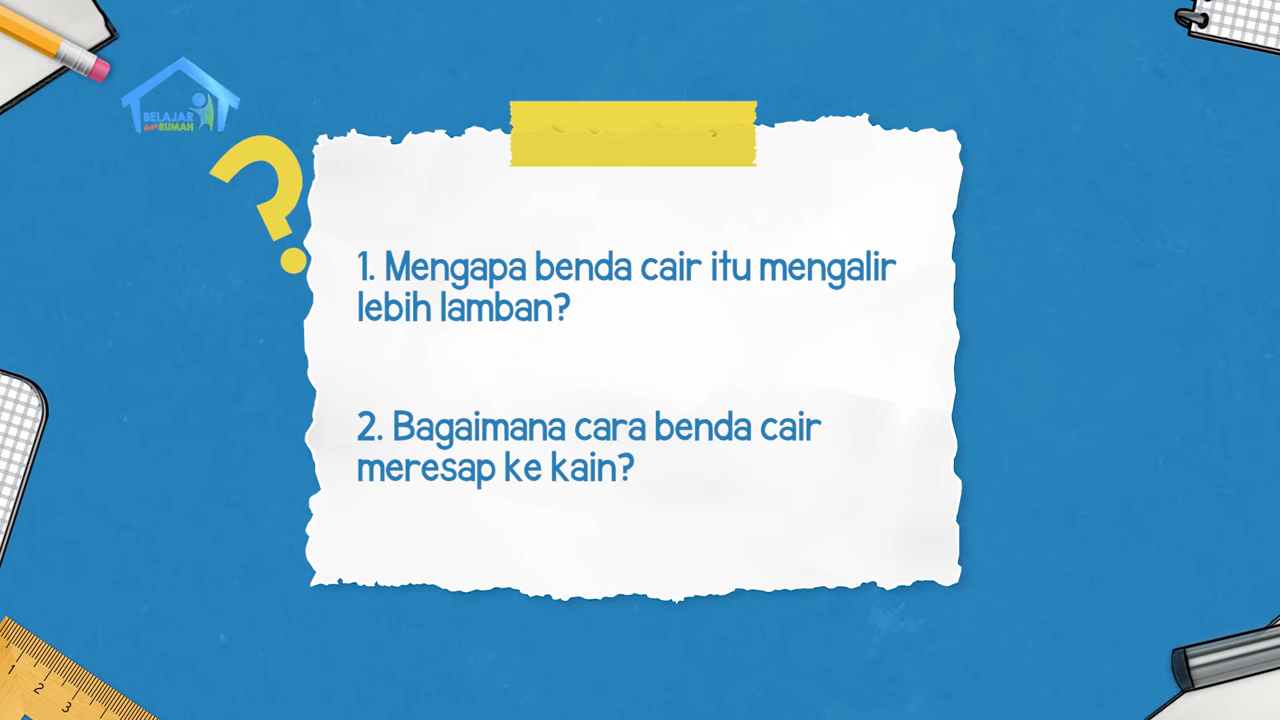 BELAJAR
dari RUMAH
1. Mengapa benda cair itu mengalir
lebih lamban?
2. Bagaimana cara benda cair
meresap ke kain?
1
2
3